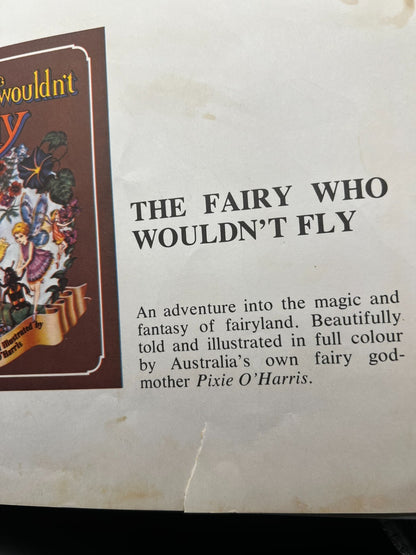 wouldn't
y
Illustrated by
O'Harris
THE FAIRY WHO
WOULDN'T FLY
An adventure into the magic and
fantasy of fairyland. Beautifully
told and illustrated in full colour
by Australia's own fairy god-
mother Pixie O'Harris.